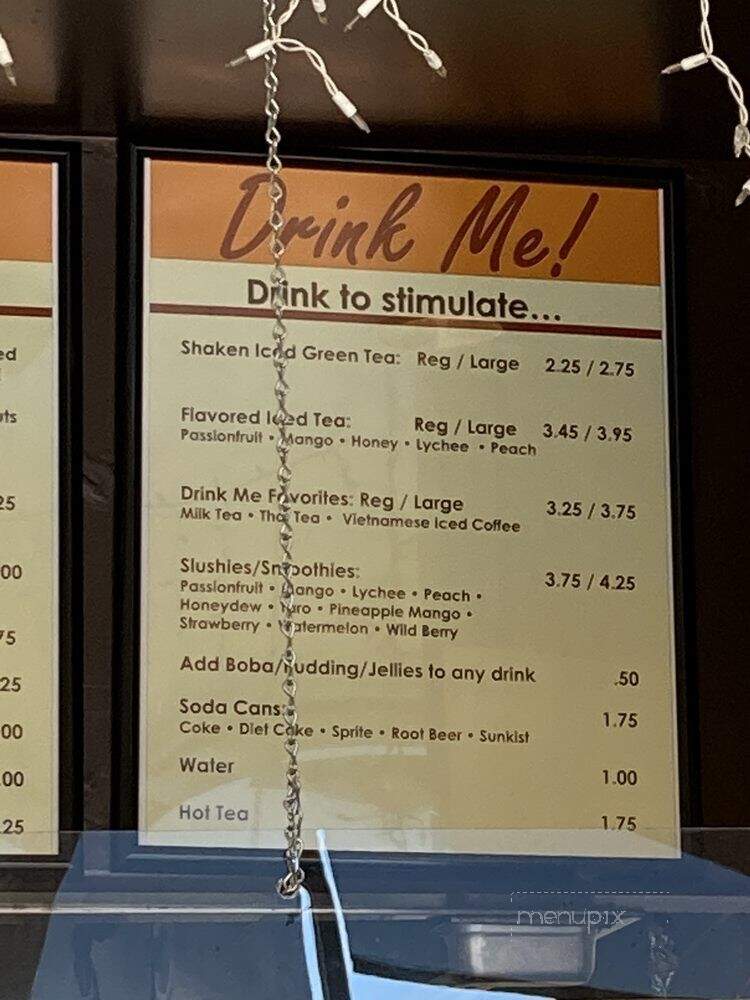 Drink Me!
Drink to stimulate...
Shaken Iced Green Tea: Reg / Large 2.25 / 2.75
Flavored Iced Tea: Reg / Large 3.45 / 3.95
Passionfruit • Mango • Honey • Lychee • Peach
Drink Me Favorites: Reg / Large 3.25 / 3.75
Milk Tea • Thai Tea • Vietnamese Iced Coffee
Slushies/Smoothies: 3.75 / 4.25
Passionfruit • Mango • Lychee • Peach •
Honeydew • Taro • Pineapple Mango •
Strawberry • Watermelon • Wild Berry
Add Boba/Pudding/Jellies to any drink .50
Soda Cans: 1.75
Coke • Diet Coke • Sprite • Root Beer • Sunkist
Water 1.00
Hot Tea 1.75
menupix